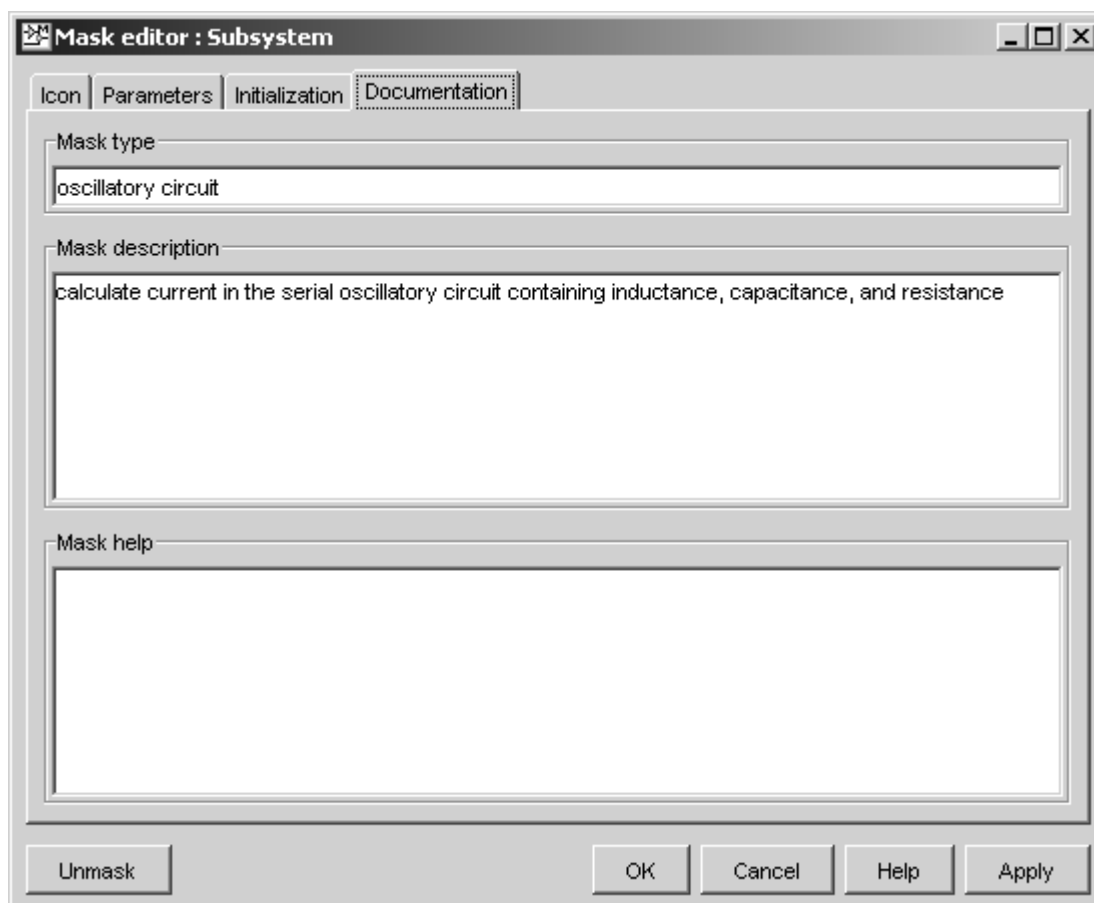 Mask editor : Subsystem
Icon Parameters Initialization Documentation
Mask type
oscillatory circuit
Mask description
calculate current in the serial oscillatory circuit containing inductance, capacitance, and resistance
Mask help
Unmask OK Cancel Help Apply